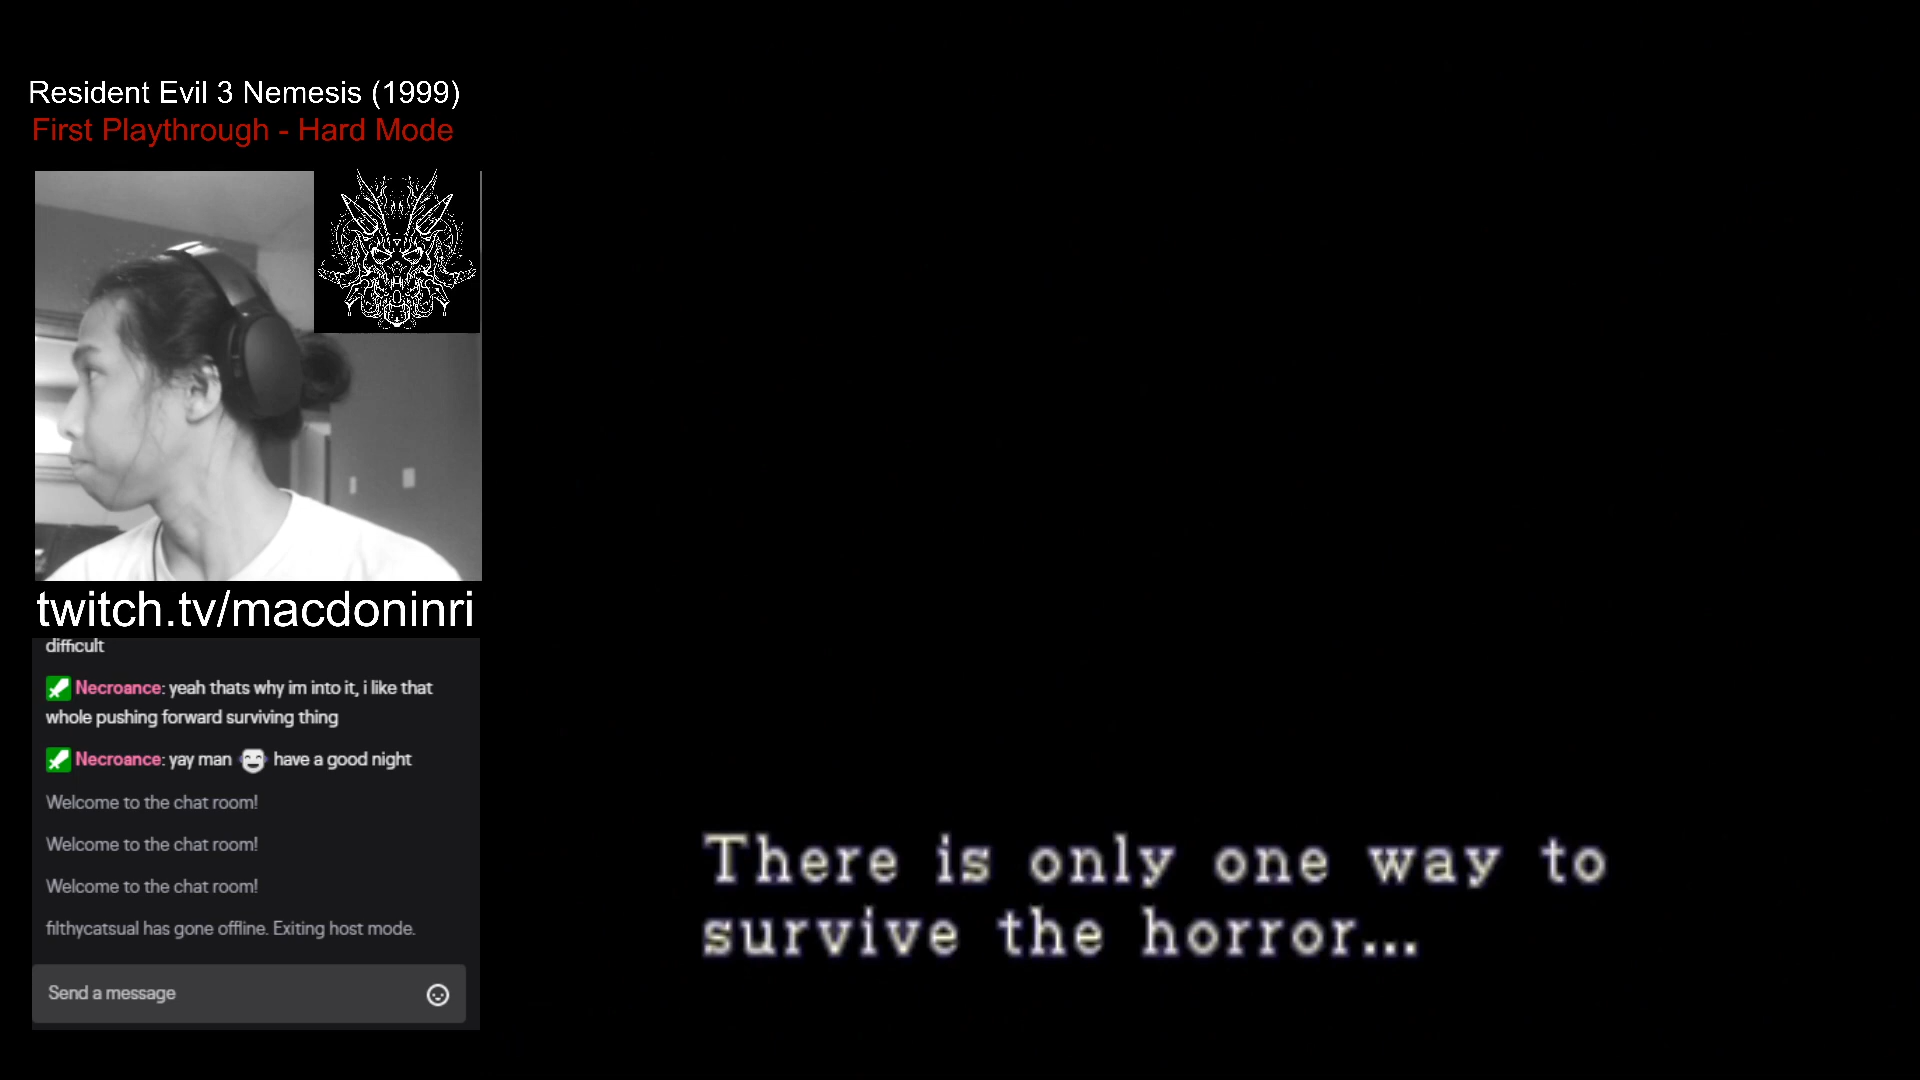 Resident Evil 3 Nemesis (1999)
First Playthrough - Hard Mode
twitch.tv/macdoninri
difficult
Necroance: yeah thats why im into it, i like that
whole pushing forward surviving thing
Necroance: yay man have a good night
Welcome to the chat room!
Welcome to the chat room!
Welcome to the chat room!
filthycatsual has gone offline. Exiting host mode.
Send a message
There is only one way to
survive the horror...